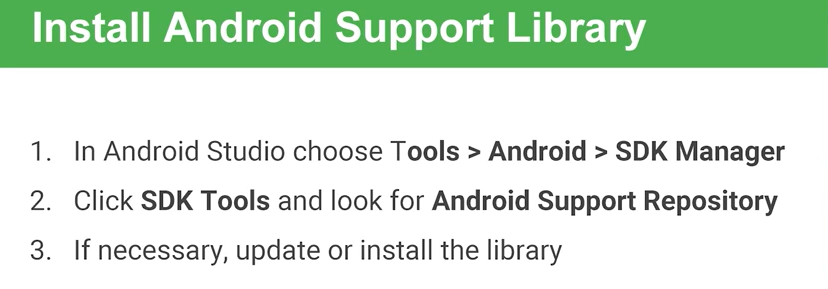 Install Android Support Library
1. In Android Studio choose Tools > Android > SDK Manager
2. Click SDK Tools and look for Android Support Repository
3. If necessary, update or install the library